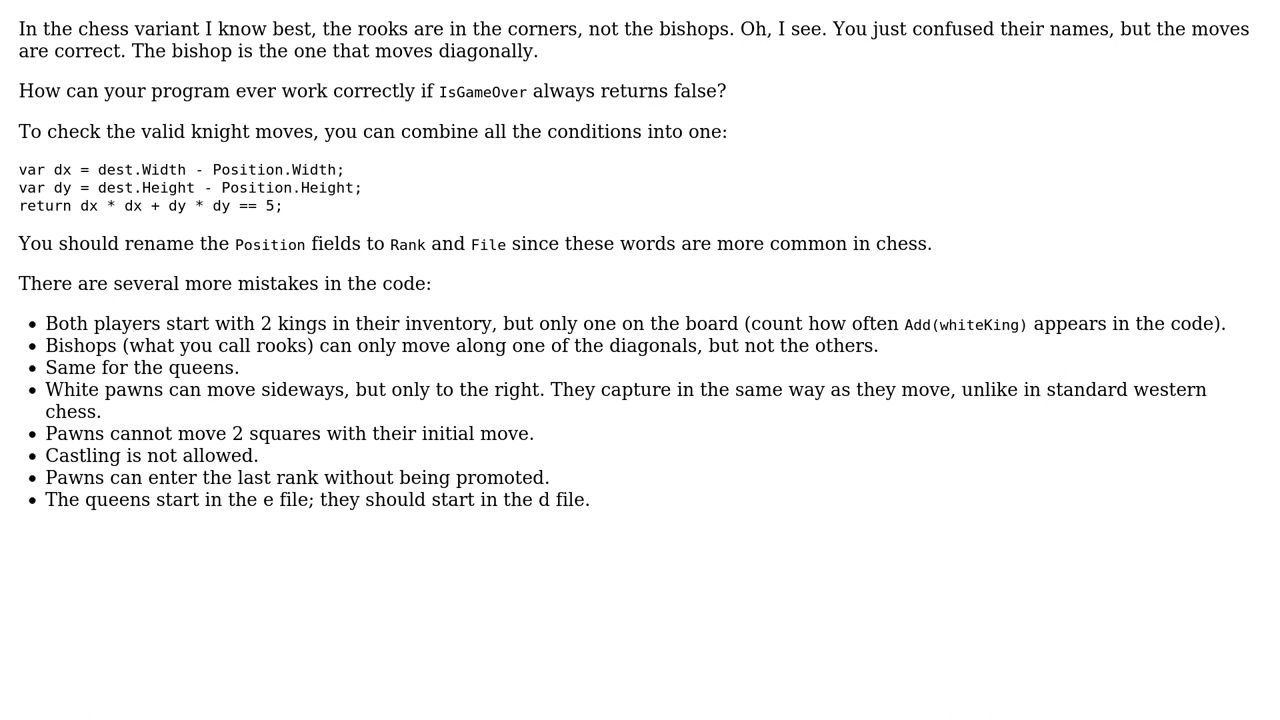 In the chess variant I know best, the rooks are in the corners, not the bishops. Oh, I see. You just confused their names, but the moves
are correct. The bishop is the one that moves diagonally.
How can your program ever work correctly if IsGameOver always returns false?
To check the valid knight moves, you can combine all the conditions into one:
var dx = dest.Width - Position.Width;
var dy = dest.Height - Position.Height;
return dx * dx + dy * dy == 5;
You should rename the Position fields to Rank and File since these words are more common in chess.
There are several more mistakes in the code:
• Both players start with 2 kings in their inventory, but only one on the board (count how often Add(whiteKing) appears in the code).
• Bishops (what you call rooks) can only move along one of the diagonals, but not the others.
• Same for the queens.
• White pawns can move sideways, but only to the right. They capture in the same way as they move, unlike in standard western
chess.
• Pawns cannot move 2 squares with their initial move.
• Castling is not allowed.
• Pawns can enter the last rank without being promoted.
• The queens start in the e file; they should start in the d file.